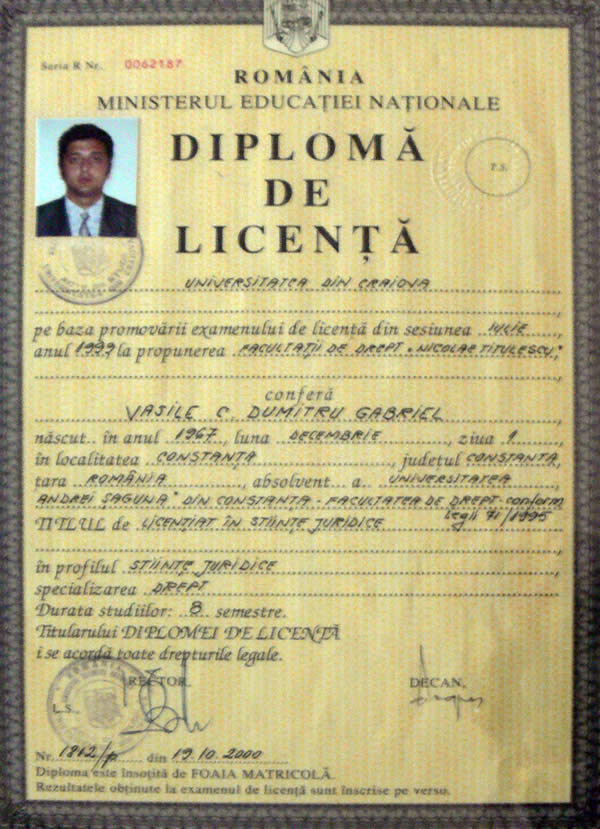 Seria R Nr. 0062187
ROMÂNIA
MINISTERUL EDUCAȚIEI NAȚIONALE
DIPLOMĂ
DE
LICENȚĂ
T.S.
UNIVERSITATEA DIN CRAIOVA
pe baza promovării examenului de licență din sesiunea IULIE
anul 1999 la propunerea FACULTĂȚII DE DREPT "NICOLAE TITULESCU"
conferă
VASILE C. DUMITRU GABRIEL
născut în anul 1967, luna DECEMBRIE, ziua 1,
în localitatea CONSTANȚA, județul CONSTANȚA,
țara ROMÂNIA, absolvent a UNIVERSITATEA
ANDREI ȘAGUNA" DIN CONSTANȚA - FACULTATEA DE DREPT - conform
legii 71/1995
TITLUL de LICENȚIAT ÎN STIINȚE JURIDICE
în profilul STIINȚE JURIDICE
specializarea DREPT
Durata studiilor: 8 semestre.
Titularului DIPLOMEI DE LICENȚĂ
i se acordă toate drepturile legale.
RECTOR,
DECAN,
L.S.
Nr. 1812/p din 19.10.2000
Diploma este însoțită de FOAIA MATRICOLĂ.
Rezultatele obținute la examenul de licență sunt înscrise pe verso.